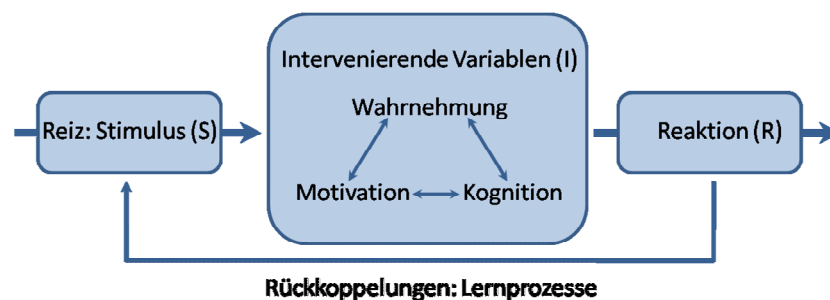 Intervenierende Variablen (I)
Wahrnehmung
Reiz: Stimulus (S)
Reaktion (R)
Motivation
Kognition
Rückkoppelungen: Lernprozesse